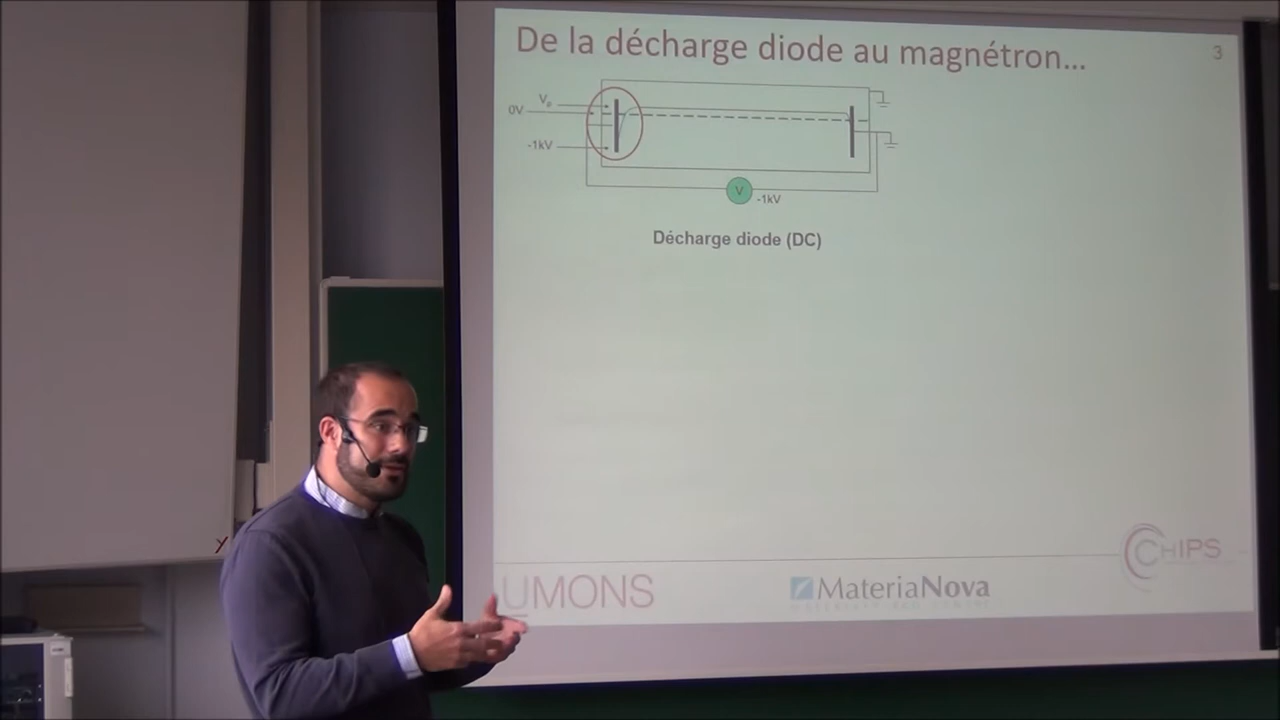 De la décharge diode au magnétron...
3
Vp
0V
-1kV
V
-1kV
Décharge diode (DC)
UMONS
MateriaNova
CHIPS